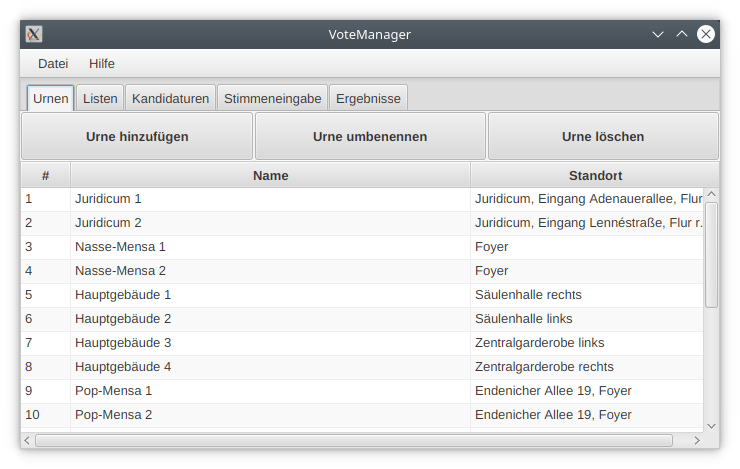 VoteManager
Datei Hilfe
Urnen Listen Kandidaturen Stimmeneingabe Ergebnisse
Urne hinzufügen Urne umbenennen Urne löschen
# Name Standort
1 Juridicum 1 Juridicum, Eingang Adenauerallee, Flur
2 Juridicum 2 Juridicum, Eingang Lennéstraße, Flur r...
3 Nasse-Mensa 1 Foyer
4 Nasse-Mensa 2 Foyer
5 Hauptgebäude 1 Säulenhalle rechts
6 Hauptgebäude 2 Säulenhalle links
7 Hauptgebäude 3 Zentralgarderobe links
8 Hauptgebäude 4 Zentralgarderobe rechts
9 Pop-Mensa 1 Endenicher Allee 19, Foyer
10 Pop-Mensa 2 Endenicher Allee 19, Foyer